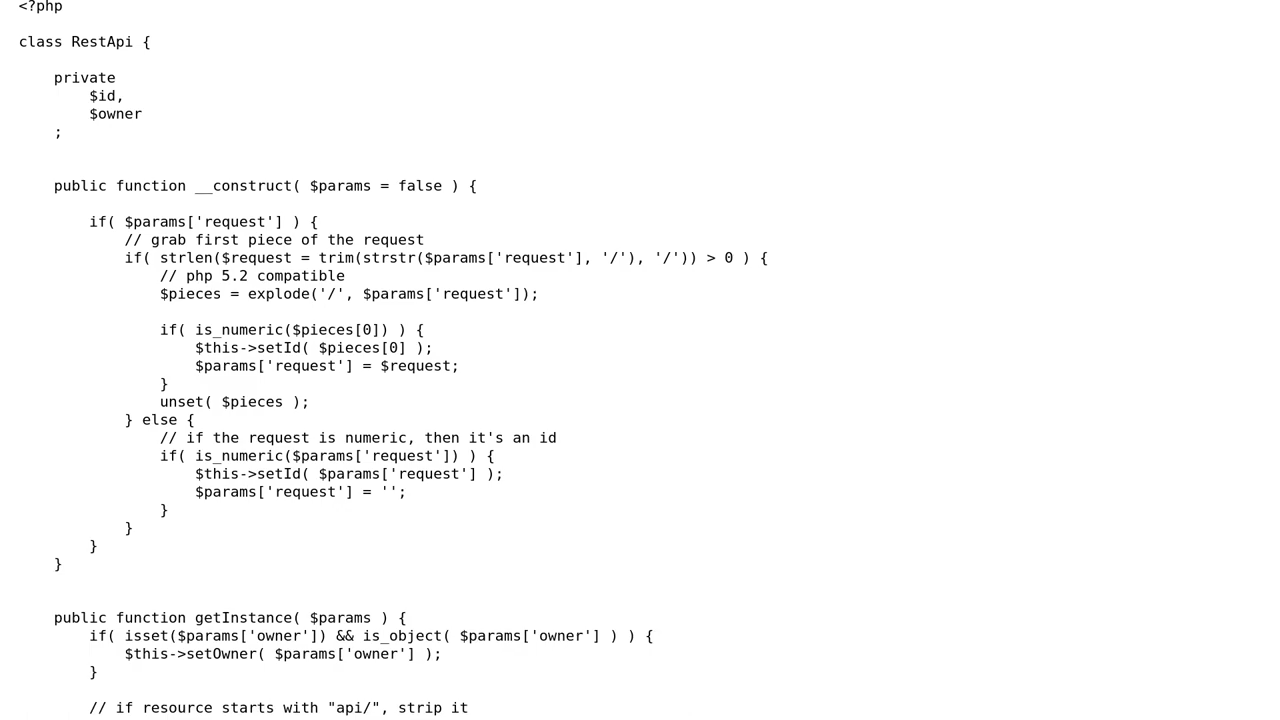 <?php
class RestApi {
    private
        $id,
        $owner
    ;
    public function __construct( $params = false ) {
        if( $params['request'] ) {
            // grab first piece of the request
            if( strlen($request = trim(strstr($params['request'], '/'), '/')) > 0 ) {
                // php 5.2 compatible
                $pieces = explode('/', $params['request']);
                if( is_numeric($pieces[0]) ) {
                    $this->setId( $pieces[0] );
                    $params['request'] = $request;
                }
                unset( $pieces );
            } else {
                // if the request is numeric, then it's an id
                if( is_numeric($params['request']) ) {
                    $this->setId( $params['request'] );
                    $params['request'] = '';
                }
            }
        }
    }
    public function getInstance( $params ) {
        if( isset($params['owner']) && is_object( $params['owner'] ) ) {
            $this->setOwner( $params['owner'] );
        }
        // if resource starts with "api/", strip it